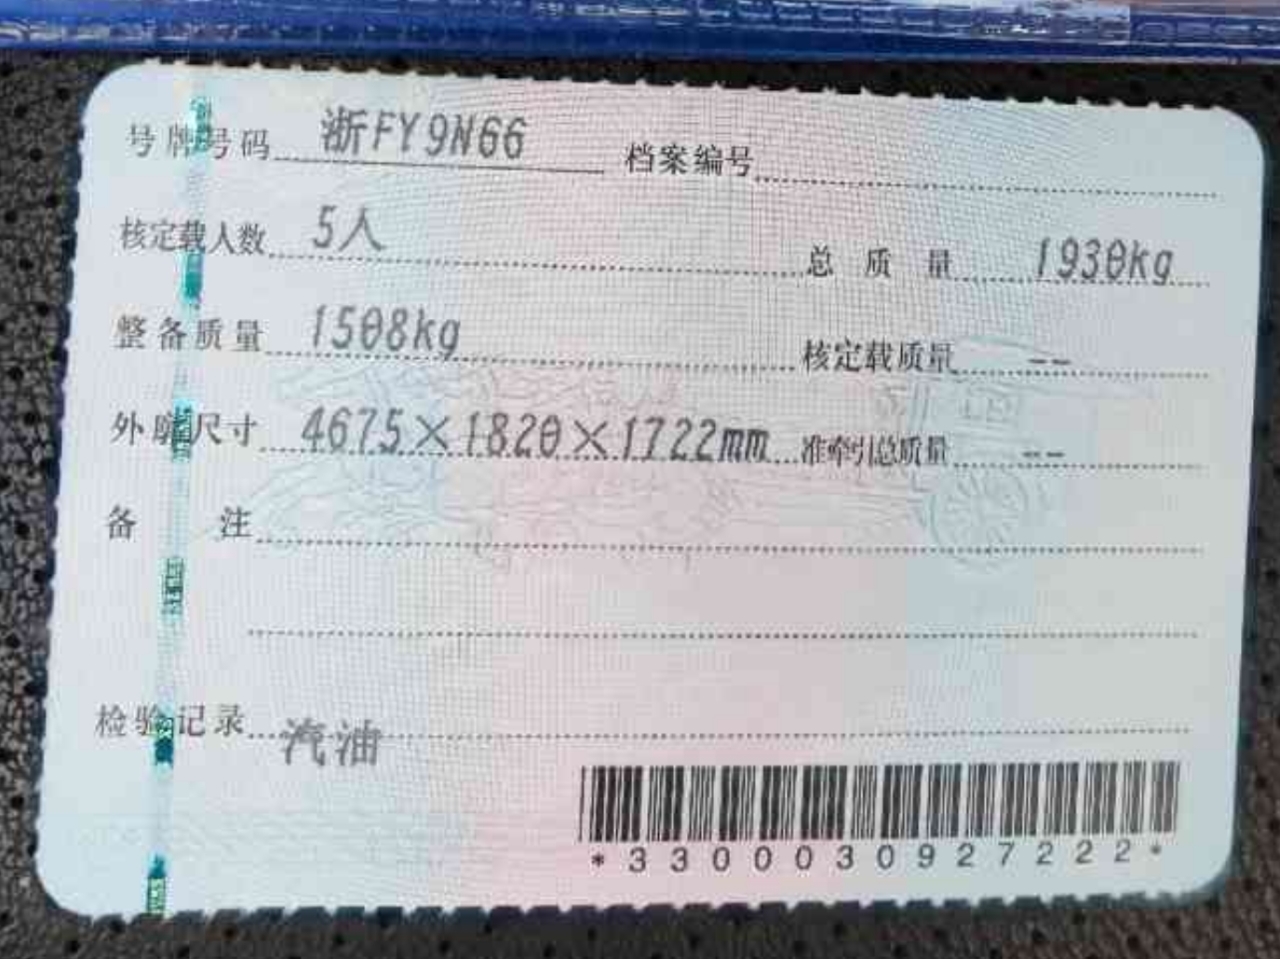 号牌号码 浙FY9N66 档案编号
核定载人数 5人 总质量 1930kg
整备质量 1508kg 核定载质量 --
外廓尺寸 4675×1820×1722mm 准牵引总质量 --
备注
检验记录 汽油
*3300030927222*